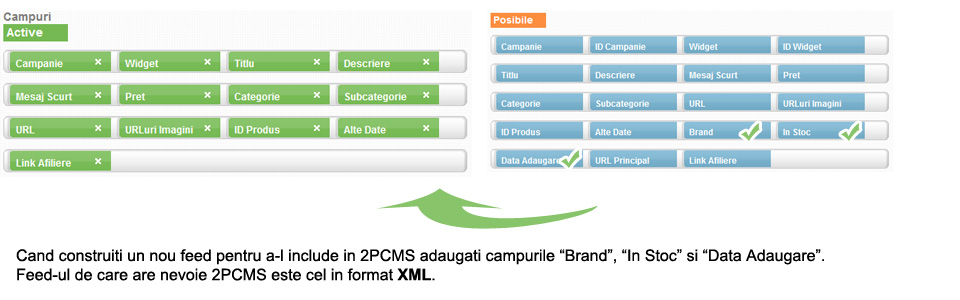 Campuri
Active
Campanie × Widget × Titlu × Descriere ×
Mesaj Scurt × Pret × Categorie × Subcategorie ×
URL × URLuri Imagini × ID Produs × Alte Date ×
Link Afiliere ×
Posibile
Campanie ID Campanie Widget ID Widget
Titlu Descriere Mesaj Scurt Pret
Categorie Subcategorie URL URLuri Imagini
ID Produs Alte Date Brand In Stoc
Data Adaugare URL Principal Link Afiliere
Cand construiti un nou feed pentru a-l include in 2PCMS adaugati campurile “Brand”, “In Stoc” si “Data Adaugare”.
Feed-ul de care are nevoie 2PCMS este cel in format XML.